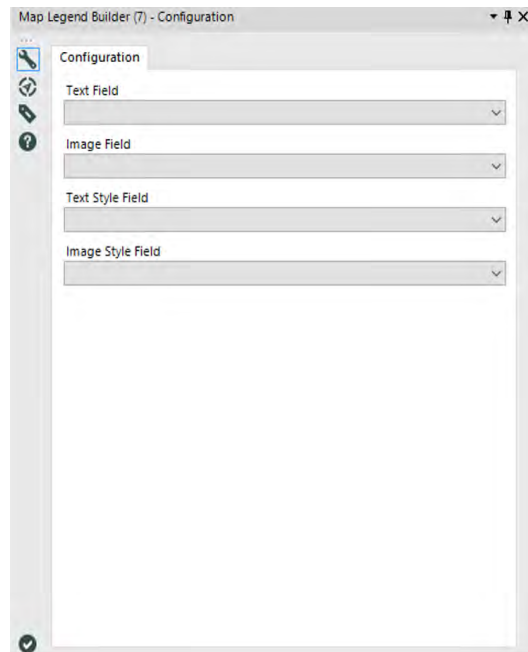 Map Legend Builder (7) - Configuration
Configuration
Text Field
Image Field
Text Style Field
Image Style Field